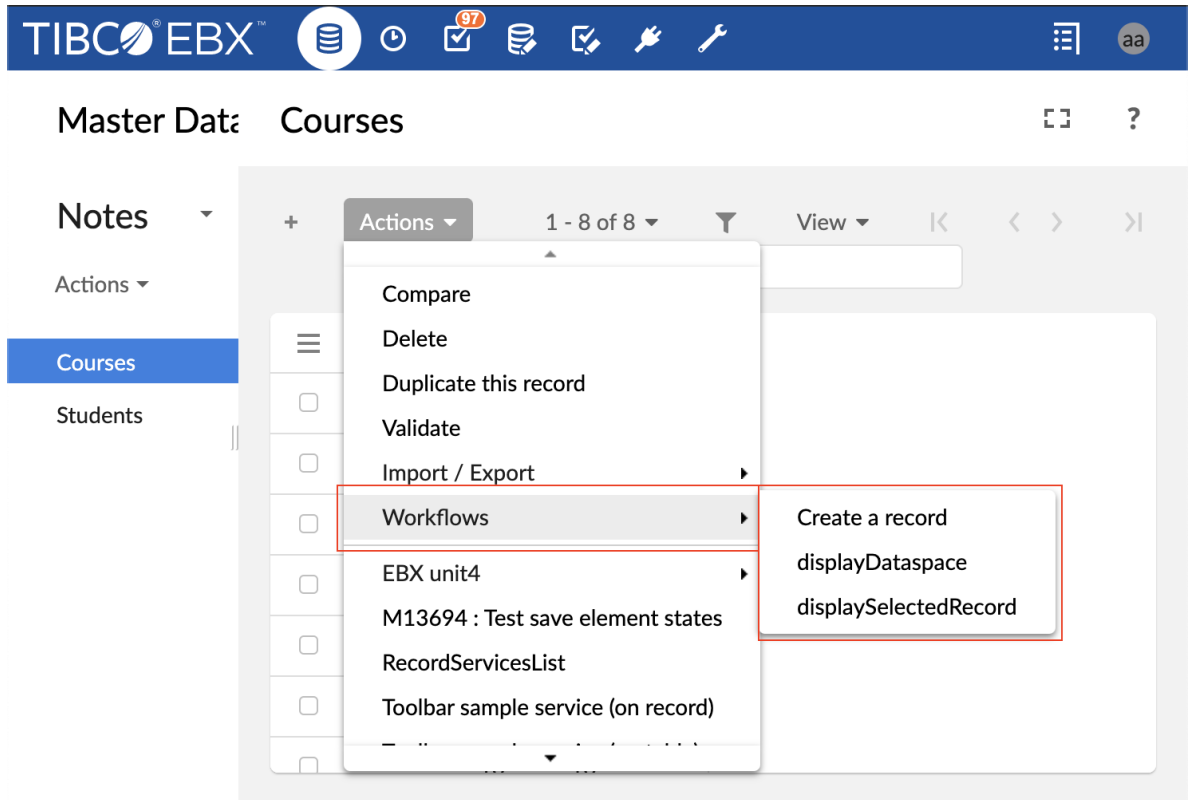 TIBCO® EBX™
97
aa
Master Data
Courses
?
Notes
+
Actions
1 - 8 of 8
View
Actions
Courses
Students
Compare
Delete
Duplicate this record
Validate
Import / Export
Workflows
Create a record
displayDataspace
displaySelectedRecord
EBX unit4
M13694 : Test save element states
RecordServicesList
Toolbar sample service (on record)